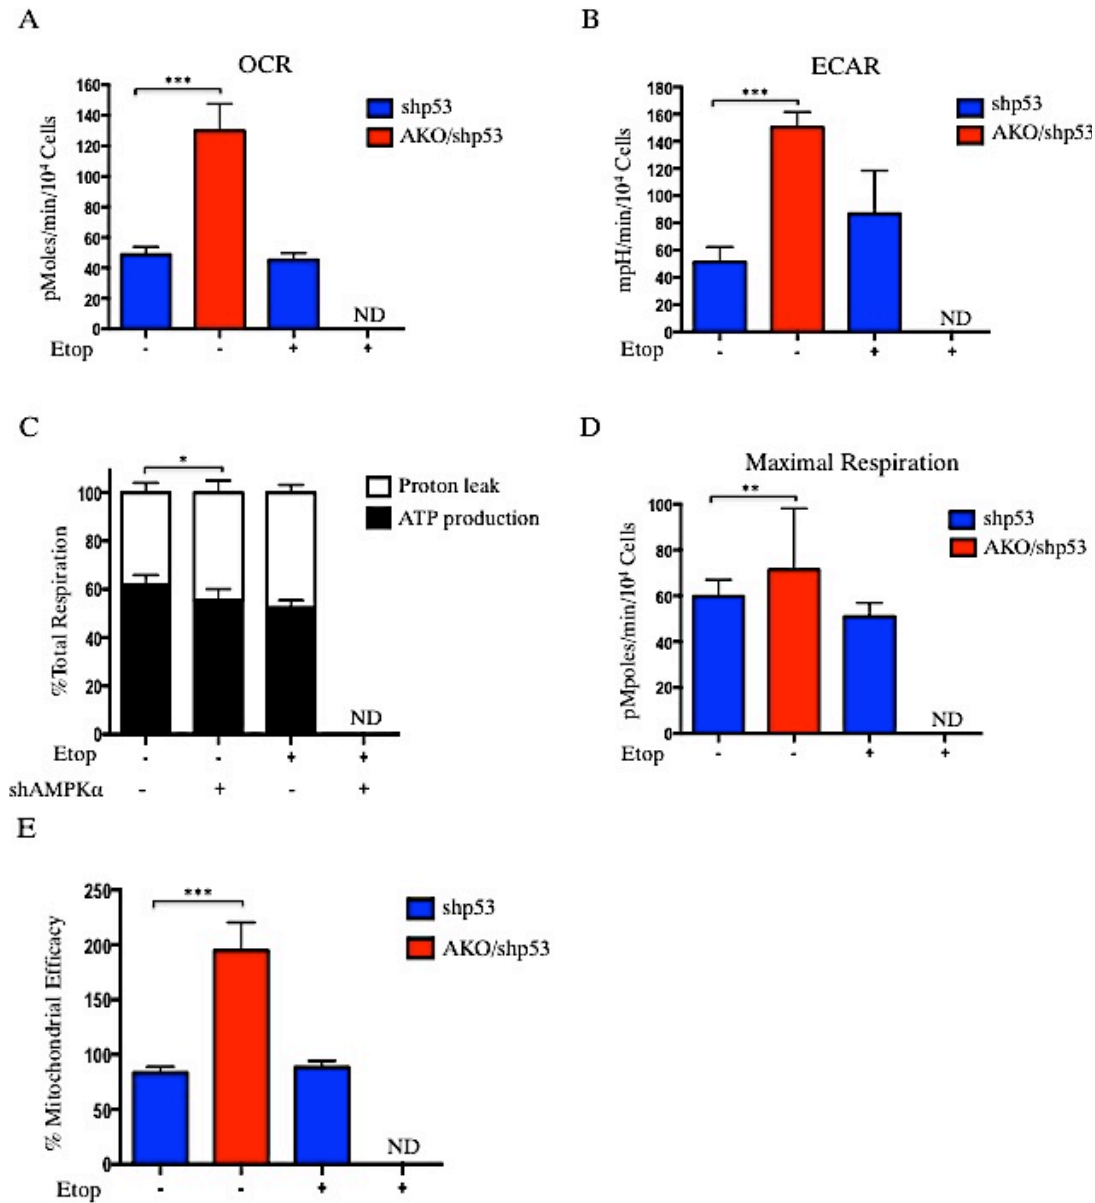 A
OCR
***
pMoles/min/10⁴ Cells
160
140
120
100
80
60
40
20
0
ND
Etop - - + +
shp53
AKO/shp53
B
ECAR
***
mpH/min/10⁴ Cells
180
160
140
120
100
80
60
40
20
0
ND
Etop - - + +
shp53
AKO/shp53
C
*
%Total Respiration
100
80
60
40
20
0
ND
Etop - - + +
shAMPKα - + - +
Proton leak
ATP production
D
Maximal Respiration
**
pMpoles/min/10⁴ Cells
100
80
60
40
20
0
ND
Etop - - + +
shp53
AKO/shp53
E
***
% Mitochondrial Efficacy
250
200
150
100
50
0
ND
Etop - - + +
shp53
AKO/shp53